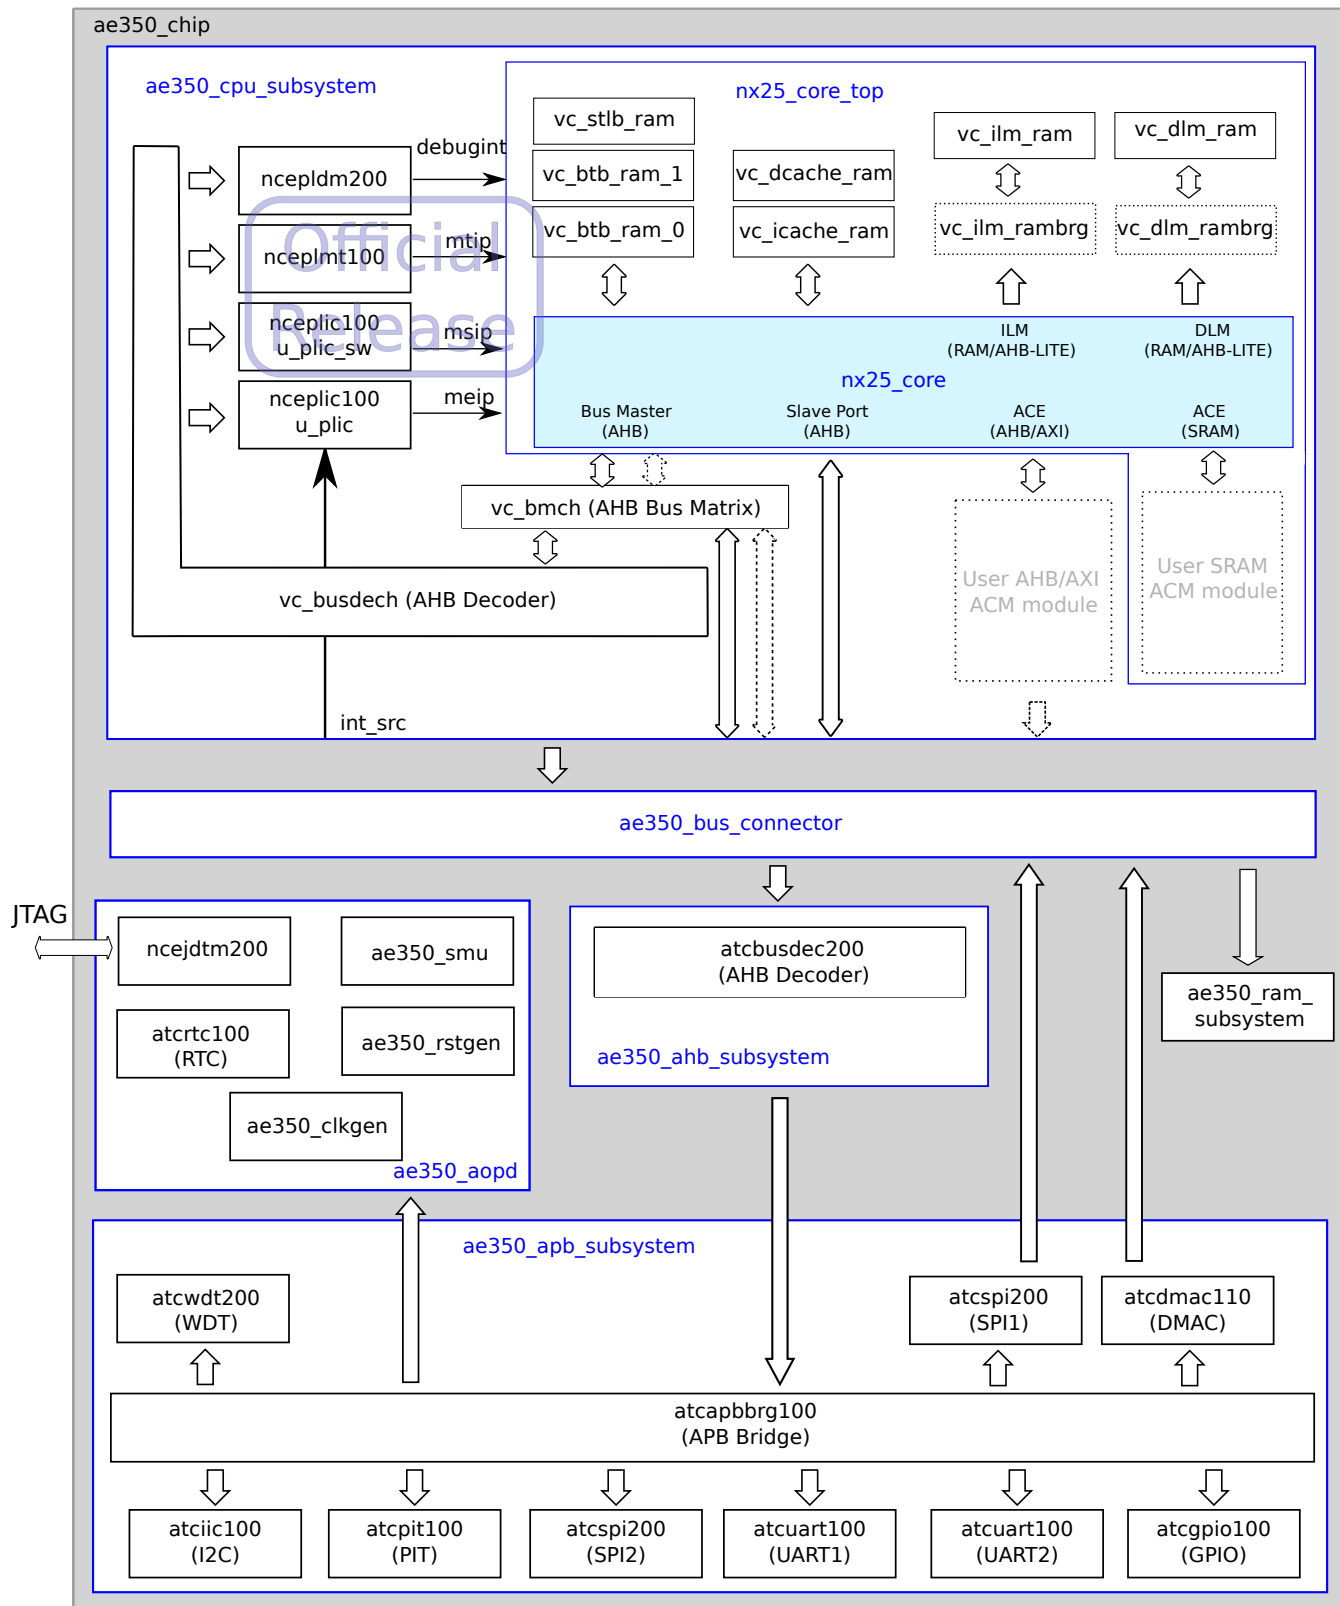 ae350_chip
ae350_cpu_subsystem
nx25_core_top
vc_stlb_ram
vc_btb_ram_1
vc_btb_ram_0
vc_dcache_ram
vc_icache_ram
vc_ilm_ram
vc_dlm_ram
vc_ilm_rambrg
vc_dlm_rambrg
debugint
ncepldm200
mtip
nceplmt100
Official
Release
nceplic100
u_plic_sw
msip
nceplic100
u_plic
meip
ILM
(RAM/AHB-LITE)
DLM
(RAM/AHB-LITE)
nx25_core
Bus Master
(AHB)
Slave Port
(AHB)
ACE
(AHB/AXI)
ACE
(SRAM)
vc_bmch (AHB Bus Matrix)
User AHB/AXI
ACM module
User SRAM
ACM module
vc_busdech (AHB Decoder)
int_src
ae350_bus_connector
JTAG
ncejdtm200
ae350_smu
atcrtc100
(RTC)
ae350_rstgen
ae350_clkgen
ae350_aopd
atcbusdec200
(AHB Decoder)
ae350_ahb_subsystem
ae350_ram_
subsystem
ae350_apb_subsystem
atcwdt200
(WDT)
atcspi200
(SPI1)
atcdmac110
(DMAC)
atcapbbrg100
(APB Bridge)
atciic100
(I2C)
atcpit100
(PIT)
atcspi200
(SPI2)
atcuart100
(UART1)
atcuart100
(UART2)
atcgpio100
(GPIO)